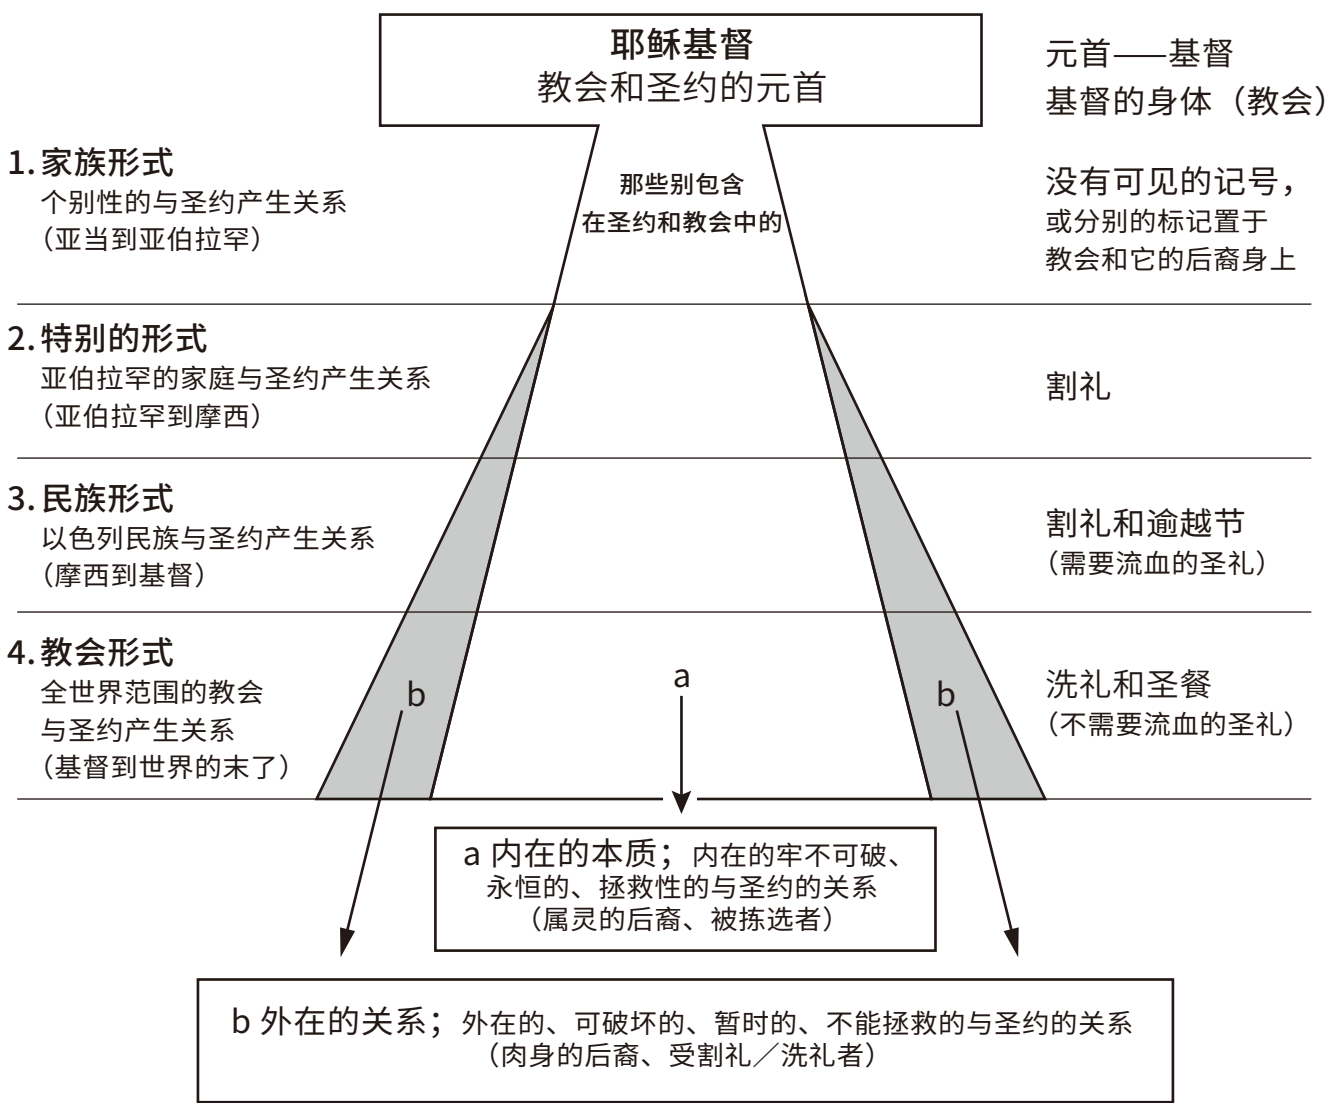 耶稣基督
教会和圣约的元首
元首——基督
基督的身体（教会）
1.家族形式
个别性的与圣约产生关系
（亚当到亚伯拉罕）
那些别包含
在圣约和教会中的
没有可见的记号，
或分别的标记置于
教会和它的后裔身上
2.特别的形式
亚伯拉罕的家庭与圣约产生关系
（亚伯拉罕到摩西）
割礼
3.民族形式
以色列民族与圣约产生关系
（摩西到基督）
割礼和逾越节
（需要流血的圣礼）
4.教会形式
全世界范围的教会
与圣约产生关系
（基督到世界的末了）
b
a
b
洗礼和圣餐
（不需要流血的圣礼）
a 内在的本质；内在的牢不可破、
永恒的、拯救性的与圣约的关系
（属灵的后裔、被拣选者）
b 外在的关系；外在的、可破坏的、暂时的、不能拯救的与圣约的关系
（肉身的后裔、受割礼／洗礼者）